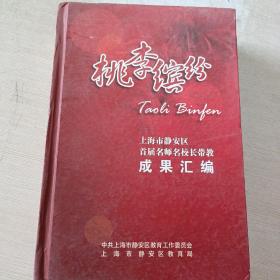 桃李缤纷
Taoli Binfen
上海市静安区
首届名师名校长带教
成果汇编
中共上海市静安区教育工作委员会
上海市静安区教育局